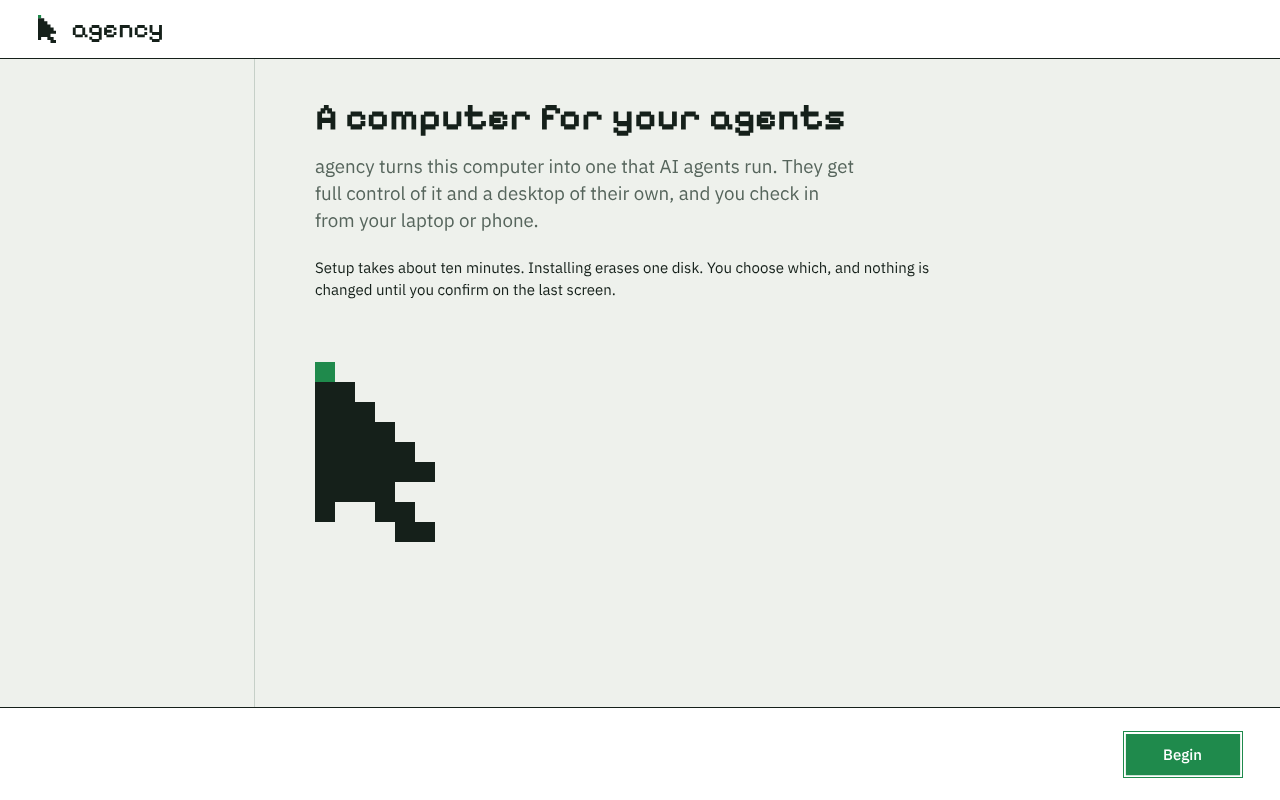 agency
A computer for your agents
agency turns this computer into one that AI agents run. They get
full control of it and a desktop of their own, and you check in
from your laptop or phone.
Setup takes about ten minutes. Installing erases one disk. You choose which, and nothing is
changed until you confirm on the last screen.
Begin